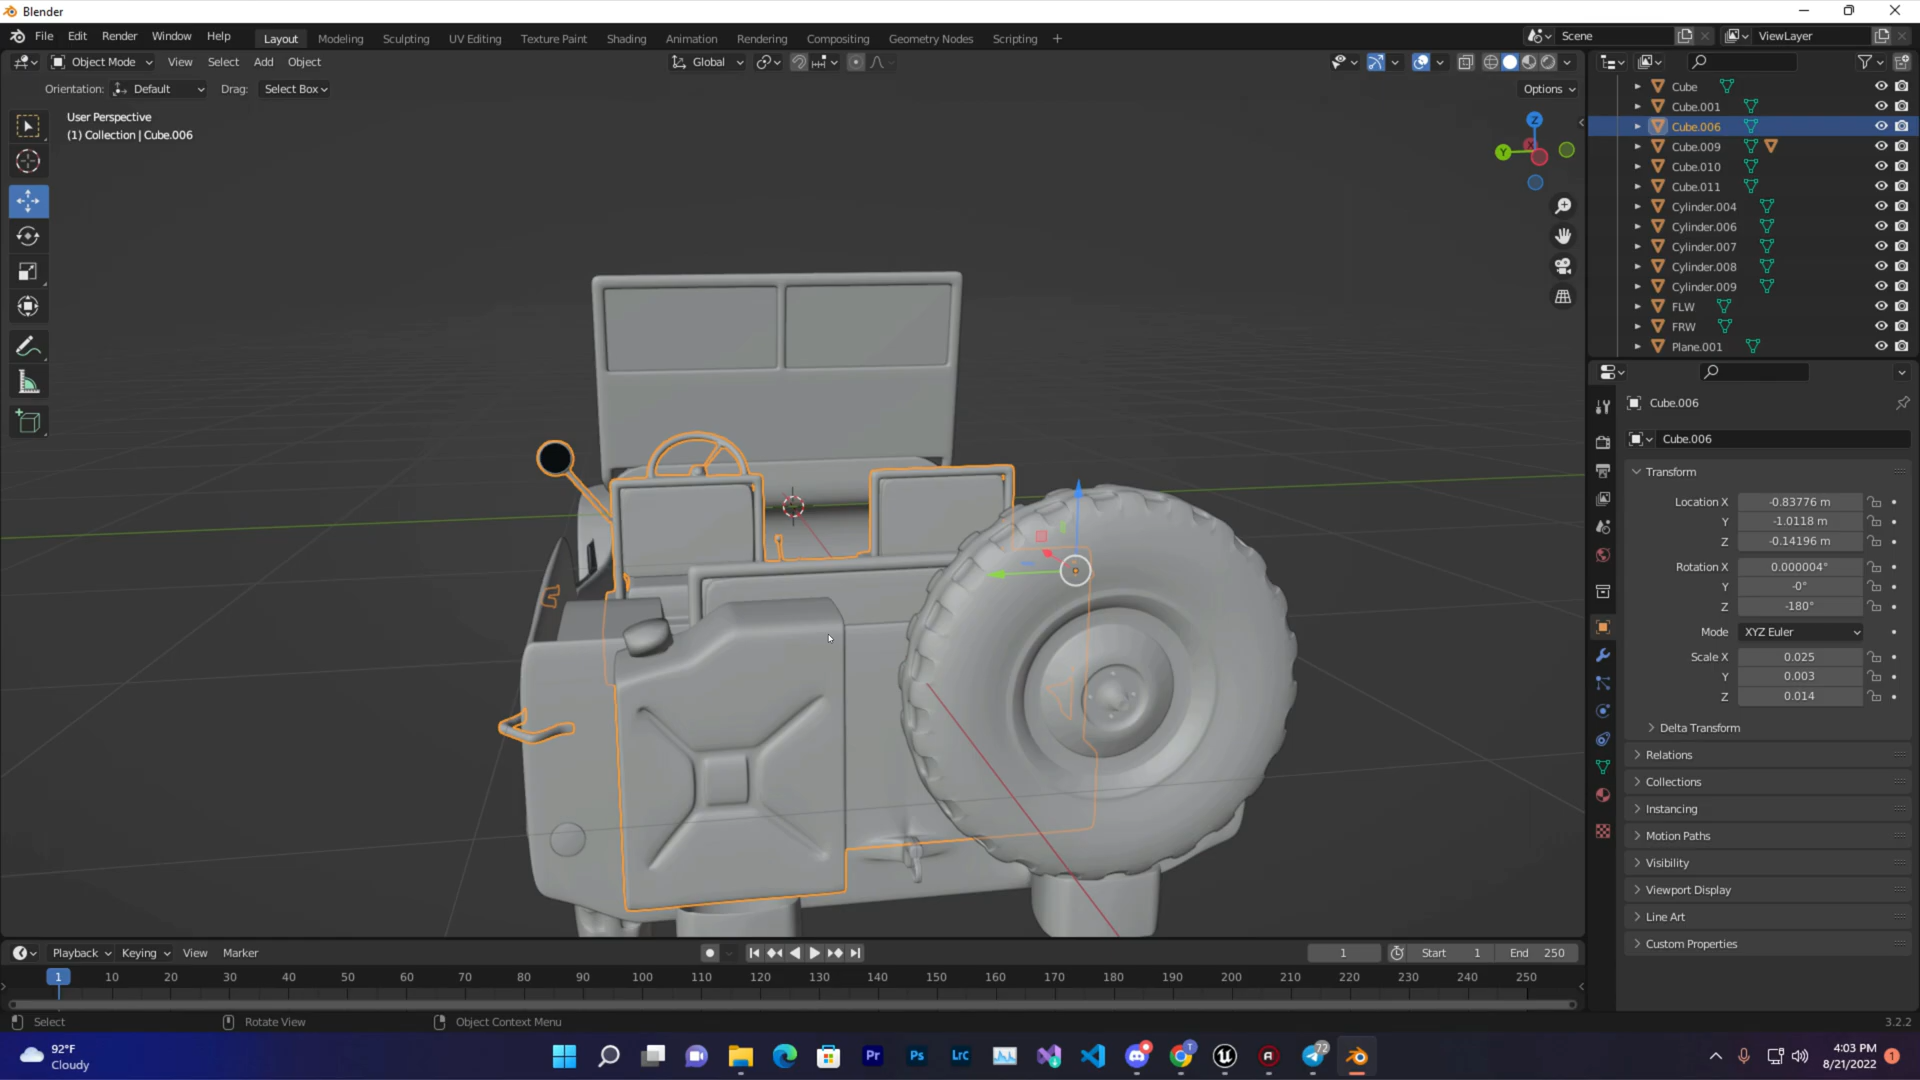 Blender
File Edit Render Window Help
Layout Modeling Sculpting UV Editing Texture Paint Shading Animation Rendering Compositing Geometry Nodes Scripting +
Scene
ViewLayer
Object Mode View Select Add Object
Global
Orientation: Default Drag: Select Box
Options
User Perspective
(1) Collection | Cube.006
Z
Y
X
Cube
Cube.001
Cube.006
Cube.009
Cube.010
Cube.011
Cylinder.004
Cylinder.006
Cylinder.007
Cylinder.008
Cylinder.009
FLW
FRW
Plane.001
Cube.006
Cube.006
Transform
Location X -0.83776 m
Y -1.0118 m
Z -0.14196 m
Rotation X 0.000004°
Y -0°
Z -180°
Mode XYZ Euler
Scale X 0.025
Y 0.003
Z 0.014
Delta Transform
Relations
Collections
Instancing
Motion Paths
Visibility
Viewport Display
Line Art
Custom Properties
Playback Keying View Marker
1 Start 1 End 250
1 10 20 30 40 50 60 70 80 90 100 110 120 130 140 150 160 170 180 190 200 210 220 230 240 250
Select Rotate View Object Context Menu
3.2.2
92°F
Cloudy
Pr Ps LrC T 72
4:03 PM
8/21/2022
1